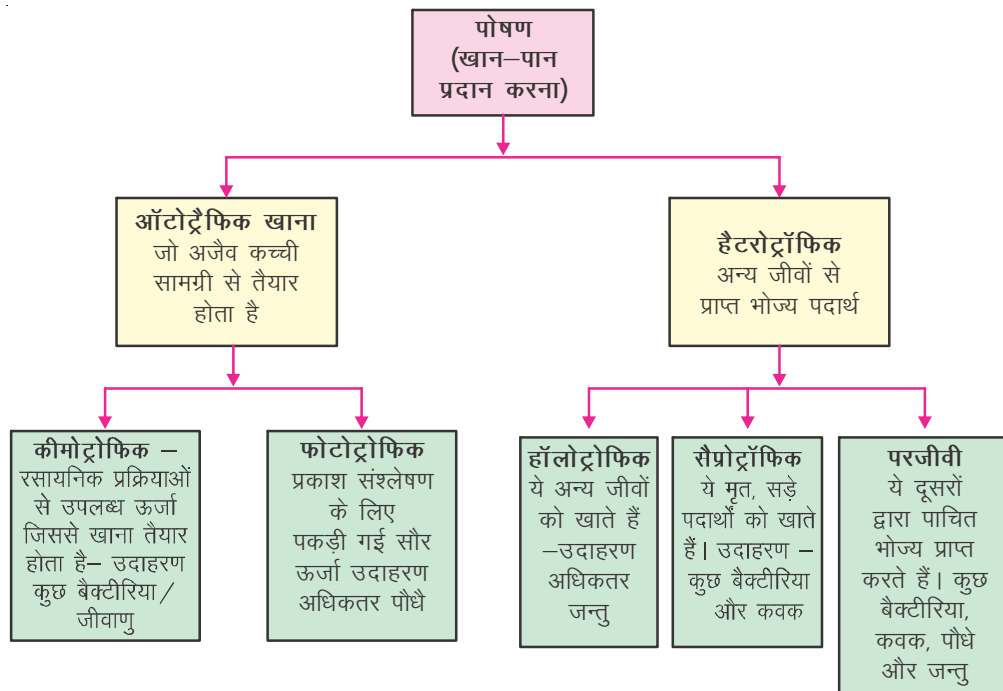 पोषण
(खान–पान
प्रदान करना)
ऑटोट्रैफिक खाना
जो अजैव कच्ची
सामग्री से तैयार
होता है
हैटरोट्रॉफिक
अन्य जीवों से
प्राप्त भोज्य पदार्थ
कीमोट्रोफिक –
रसायनिक प्रक्रियाओं
से उपलब्ध ऊर्जा
जिससे खाना तैयार
होता है– उदाहरण
कुछ बैक्टीरिया/
जीवाणु
फोटोट्रोफिक
प्रकाश संश्लेषण
के लिए
पकड़ी गई सौर
ऊर्जा उदाहरण
अधिकतर पौधै
हॉलोट्रोफिक
ये अन्य जीवों
को खाते हैं
–उदाहरण
अधिकतर
जन्तु
सैप्रोट्रॉफिक
ये मृत, सड़े
पदार्थों को खाते
हैं। उदाहरण –
कुछ बैक्टीरिया
और कवक
परजीवी
ये दूसरों
द्वारा पाचित
भोज्य प्राप्त
करते हैं। कुछ
बैक्टीरिया,
कवक, पौधे
और जन्तु